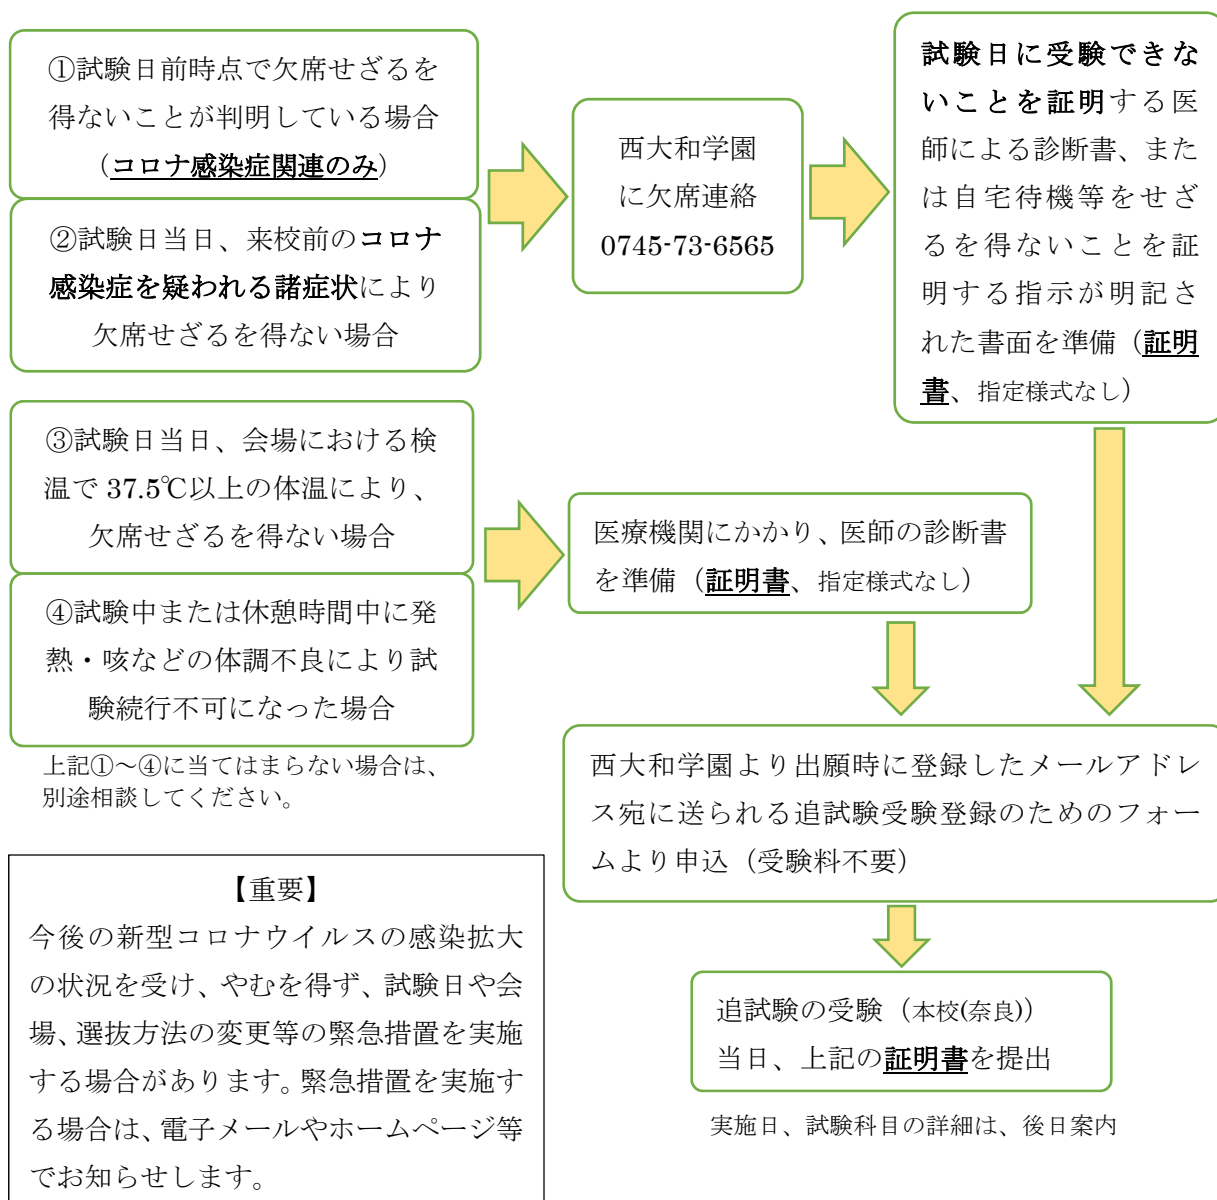 ①試験日前時点で欠席せざるを
得ないことが判明している場合
（コロナ感染症関連のみ）
②試験日当日、来校前のコロナ
感染症を疑われる諸症状により
欠席せざるを得ない場合
西大和学園
に欠席連絡
0745-73-6565
試験日に受験できな
いことを証明する医
師による診断書、また
は自宅待機等をせざ
るを得ないことを証
明する指示が明記さ
れた書面を準備（証明
書、指定様式なし）
③試験日当日、会場における検
温で 37.5℃以上の体温により、
欠席せざるを得ない場合
④試験中または休憩時間中に発
熱・咳などの体調不良により試
験続行不可になった場合
上記①～④に当てはまらない場合は、
別途相談してください。
医療機関にかかり、医師の診断書
を準備（証明書、指定様式なし）
西大和学園より出願時に登録したメールアドレ
ス宛に送られる追試験受験登録のためのフォー
ムより申込（受験料不要）
追試験の受験（本校(奈良)）
当日、上記の証明書を提出
実施日、試験科目の詳細は、後日案内
【重要】
今後の新型コロナウイルスの感染拡大
の状況を受け、やむを得ず、試験日や会
場、選抜方法の変更等の緊急措置を実施
する場合があります。緊急措置を実施す
る場合は、電子メールやホームページ等
でお知らせします。